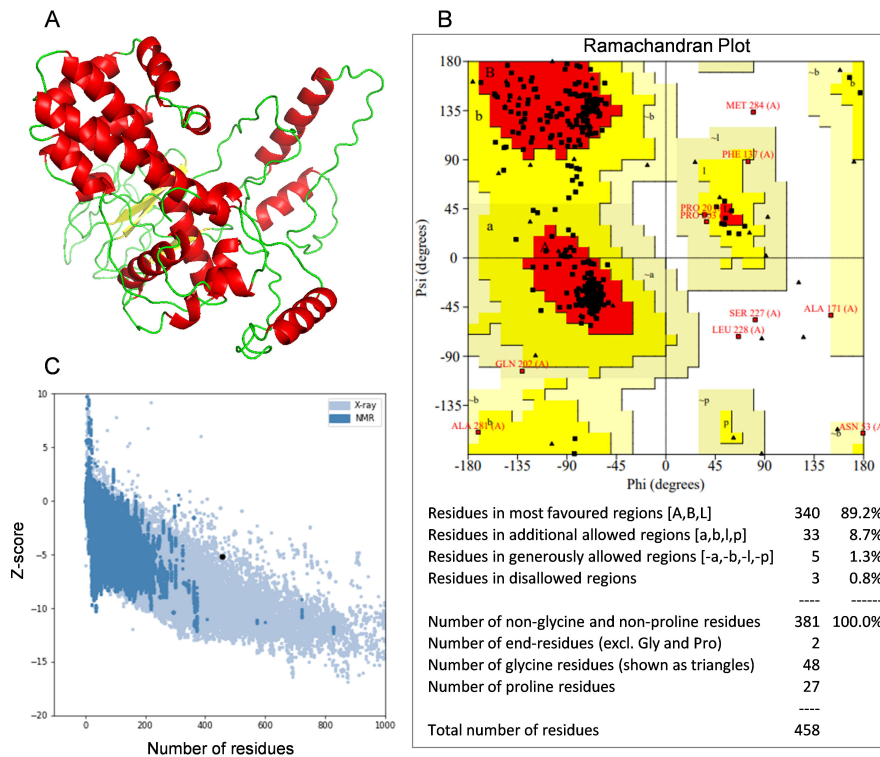 A
B
Ramachandran Plot
180
135
90
45
0
-45
-90
-135
-180
-135
-90
-45
0
45
90
135
180
Psi (degrees)
Phi (degrees)
B
b
a
~b
~l
l
~a
~b
b
~b
b
~p
p
~b
MET 284 (A)
PHE 137 (A)
PRO
PRO
SER 227 (A)
ALA 171 (A)
LEU 228 (A)
GLN 202 (A)
ALA 281 (A)
ASN 53 (A)
Residues in most favoured regions [A,B,L] 340 89.2%
Residues in additional allowed regions [a,b,l,p] 33 8.7%
Residues in generously allowed regions [-a,-b,-l,-p] 5 1.3%
Residues in disallowed regions 3 0.8%
---- ------
Number of non-glycine and non-proline residues 381 100.0%
Number of end-residues (excl. Gly and Pro) 2
Number of glycine residues (shown as triangles) 48
Number of proline residues 27
----
Total number of residues 458
C
X-ray
NMR
10
5
0
−5
−10
−15
−20
0
200
400
600
800
1000
Z-score
Number of residues